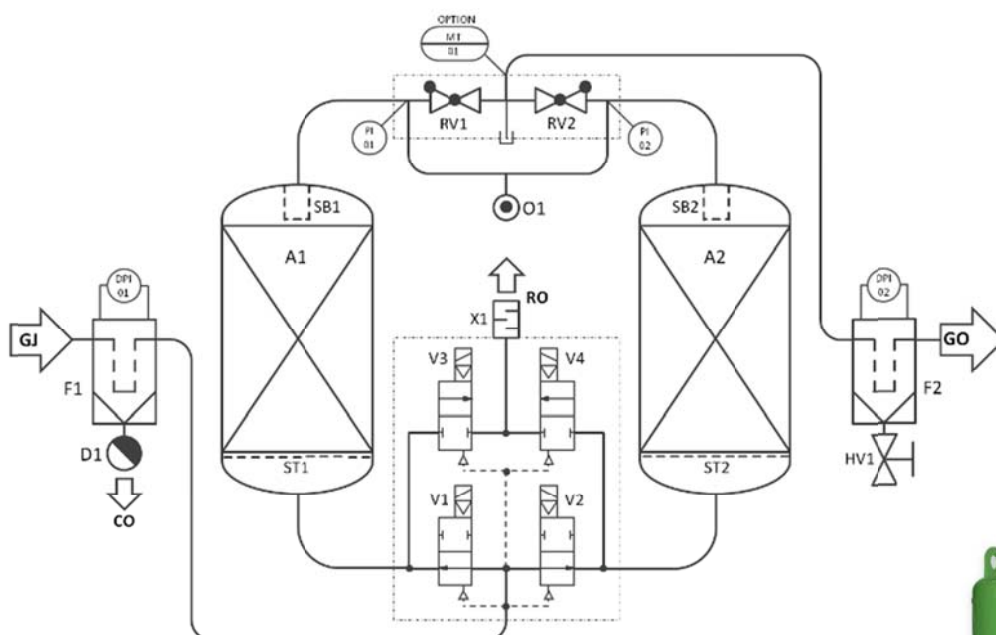 OPTION
MT
01
RV1
RV2
PI
01
PI
02
SB1
SB2
O1
A1
A2
RO
X1
DPI
01
DPI
02
GJ
GO
V3
V4
F1
F2
D1
ST1
ST2
HV1
V1
V2
CO